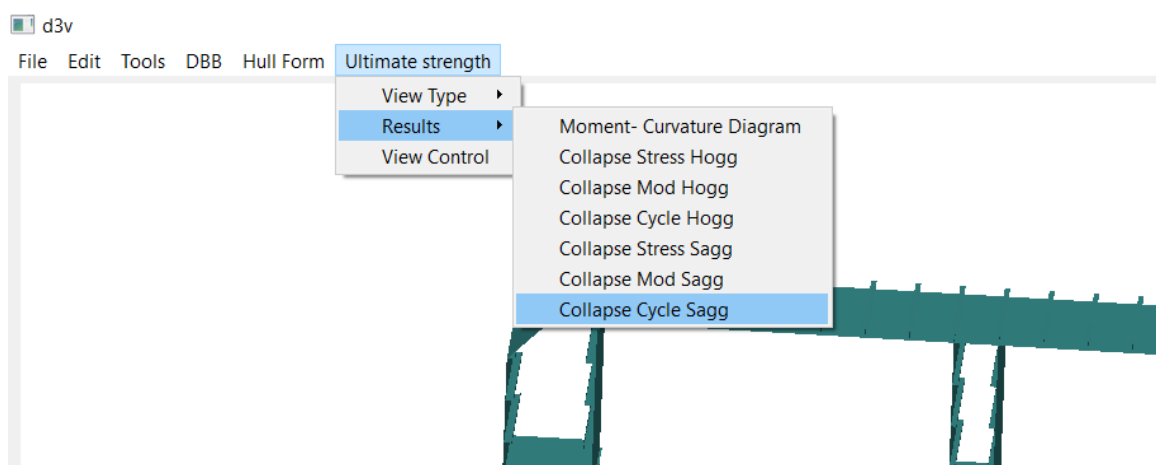 d3v
File Edit Tools DBB Hull Form Ultimate strength
View Type
Results
View Control
Moment- Curvature Diagram
Collapse Stress Hogg
Collapse Mod Hogg
Collapse Cycle Hogg
Collapse Stress Sagg
Collapse Mod Sagg
Collapse Cycle Sagg